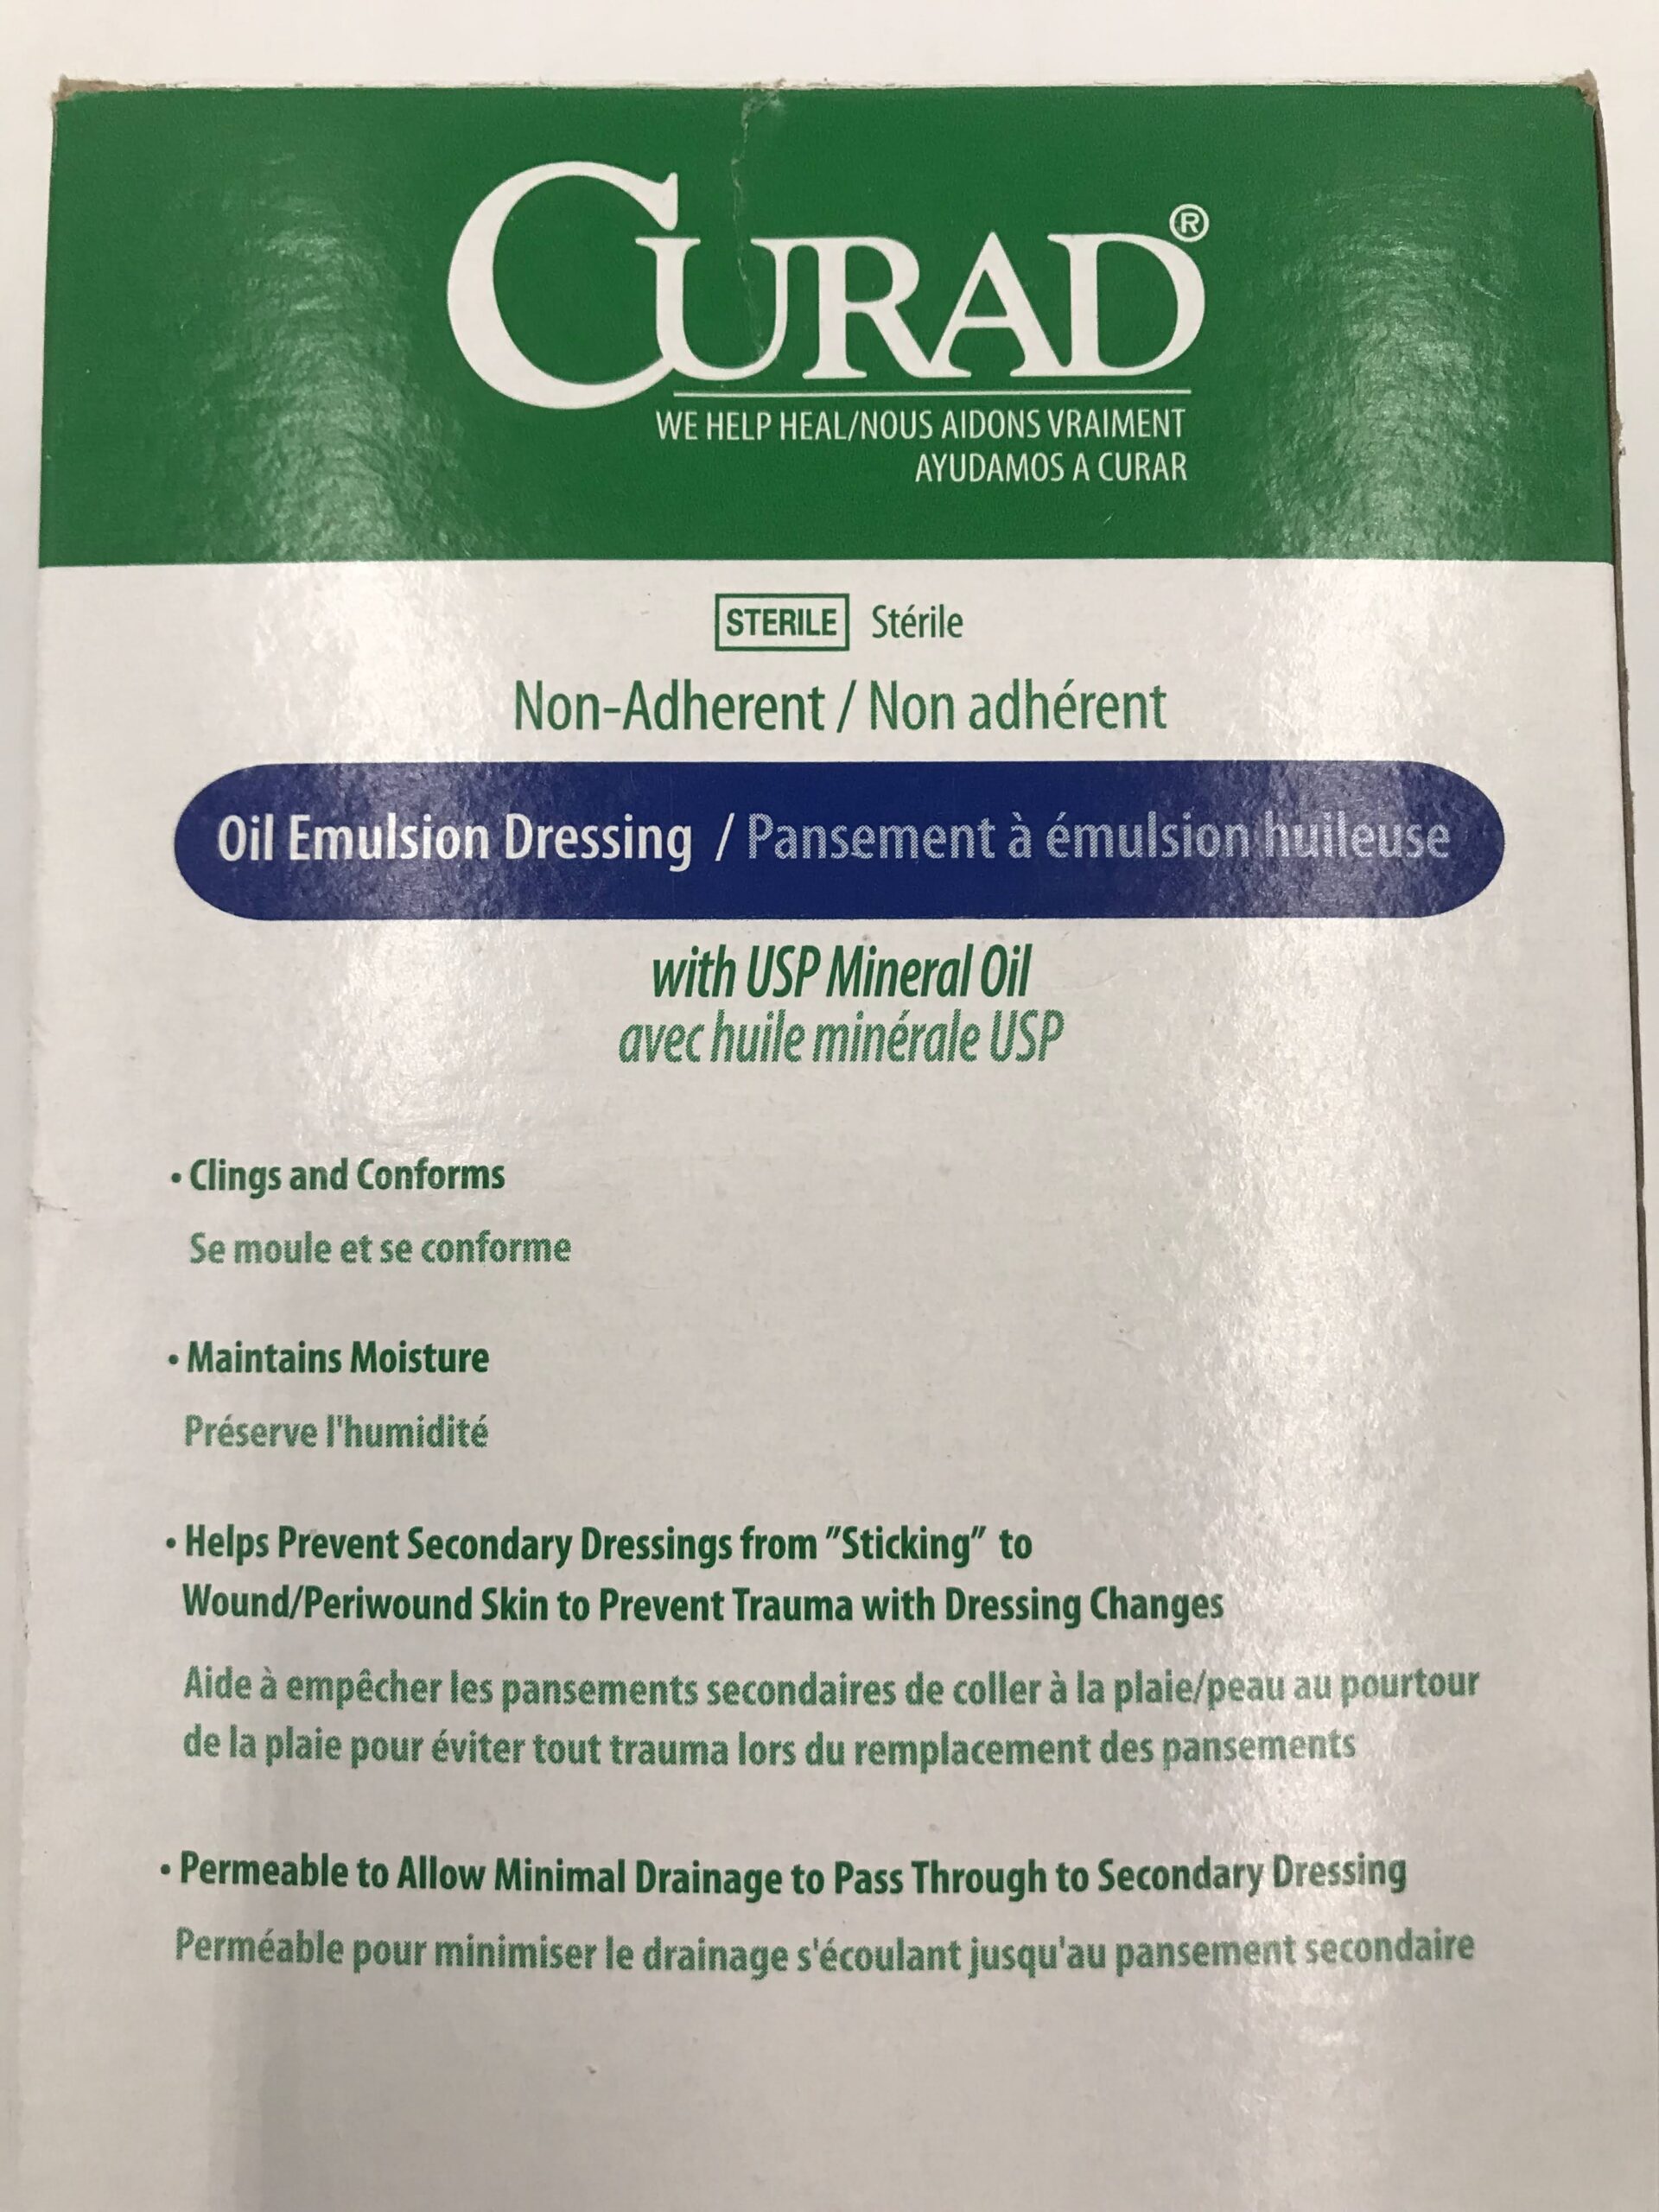 CURAD®
WE HELP HEAL/NOUS AIDONS VRAIMENT
AYUDAMOS A CURAR
STERILE Stérile
Non-Adherent / Non adhérent
Oil Emulsion Dressing / Pansement à émulsion huileuse
with USP Mineral Oil
avec huile minérale USP
• Clings and Conforms
Se moule et se conforme
• Maintains Moisture
Préserve l'humidité
• Helps Prevent Secondary Dressings from "Sticking" to
Wound/Periwound Skin to Prevent Trauma with Dressing Changes
Aide à empêcher les pansements secondaires de coller à la plaie/peau au pourtour
de la plaie pour éviter tout trauma lors du remplacement des pansements
• Permeable to Allow Minimal Drainage to Pass Through to Secondary Dressing
Perméable pour minimiser le drainage s'écoulant jusqu'au pansement secondaire